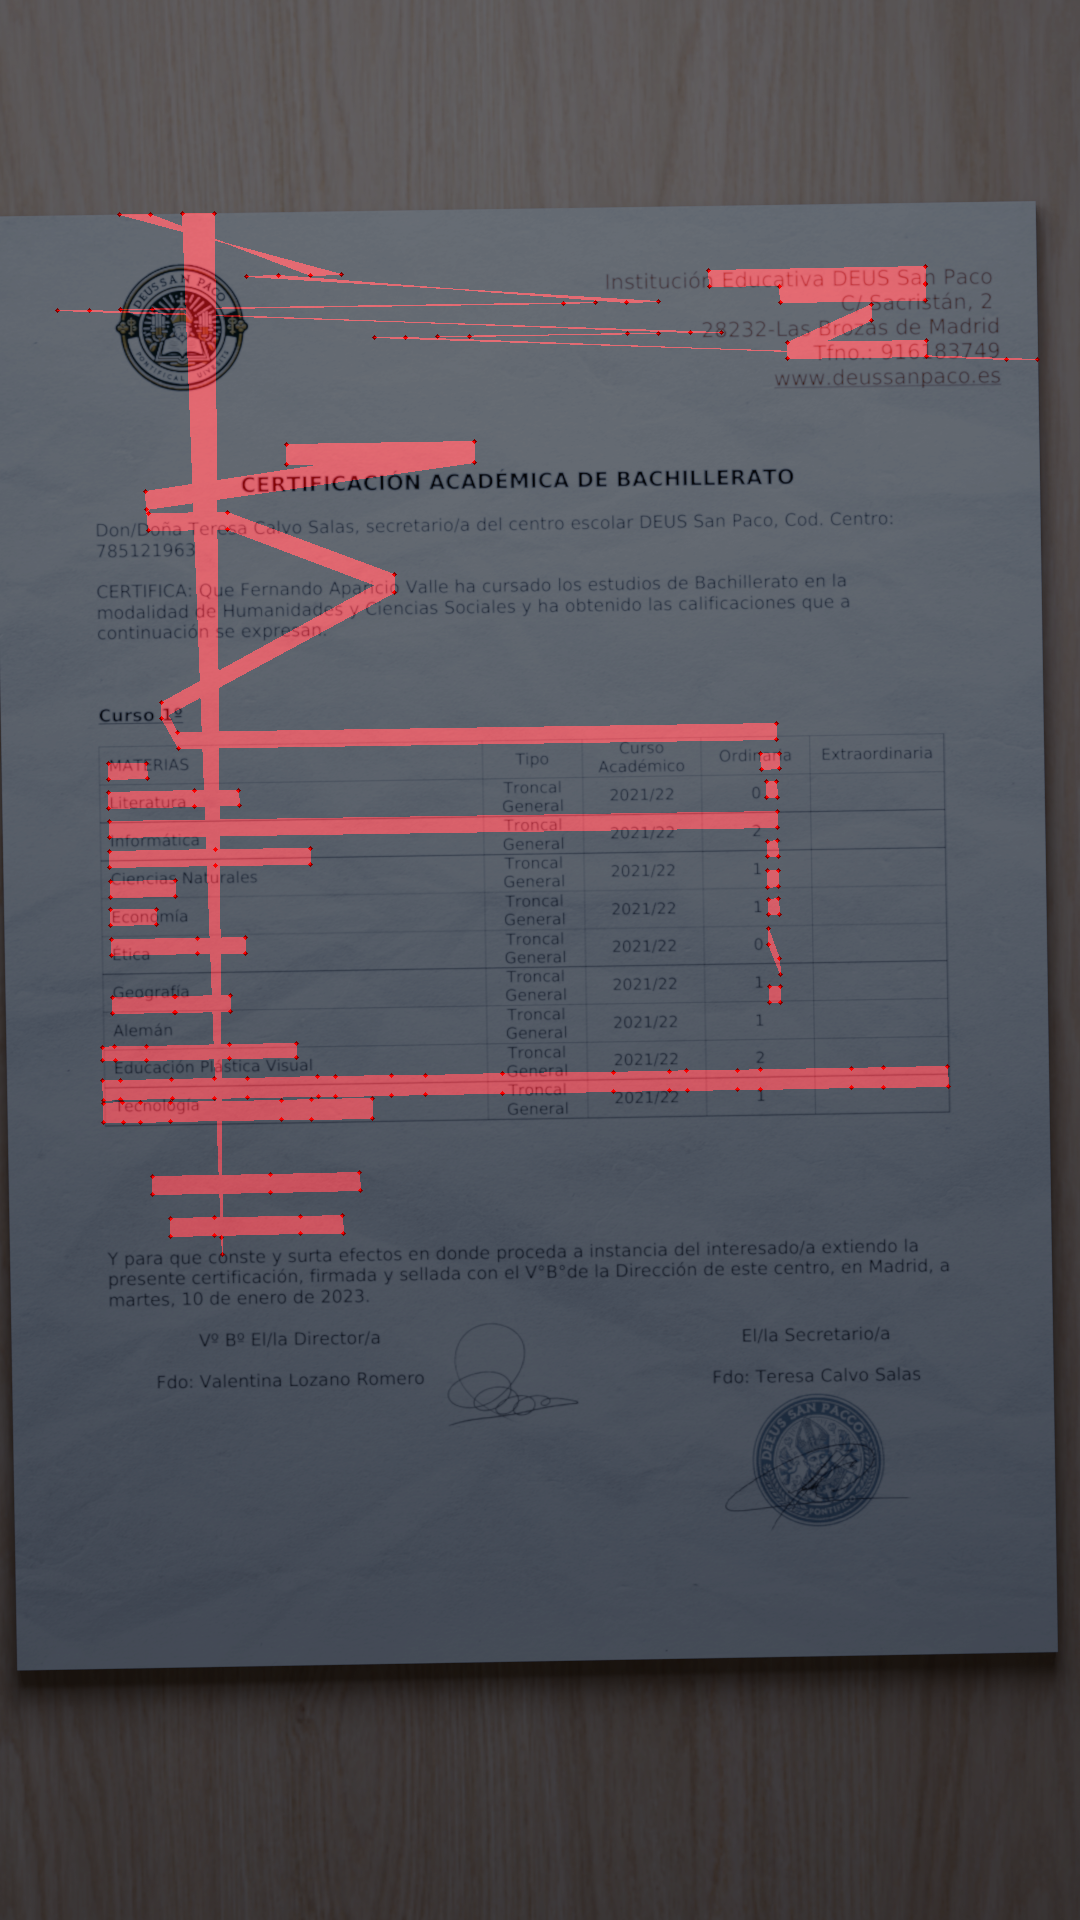 DEUSSAN PACO
Institución Educativa DEUS San Paco
C/ Sacristán, 2
28232-Las Brozas de Madrid
Tfno.: 916183749
www.deussanpaco.es
CERTIFICACIÓN ACADÉMICA DE BACHILLERATO
Don/Doña Teresa Calvo Salas, secretario/a del centro escolar DEUS San Paco, Cod. Centro:
785121963
CERTIFICA: Que Fernando Aparicio Valle ha cursado los estudios de Bachillerato en la
modalidad de Humanidades y Ciencias Sociales y ha obtenido las calificaciones que a
continuación se expresan.
Curso 1º
MATERIAS Tipo Curso Académico Ordinaria Extraordinaria
Literatura Troncal General 2021/22 0
Informática Troncal General 2021/22 2
Ciencias Naturales Troncal General 2021/22 1
Economía Troncal General 2021/22 1
Ética Troncal General 2021/22 0
Geografía Troncal General 2021/22 1
Alemán Troncal General 2021/22 1
Educación Plástica Visual Troncal General 2021/22 2
Tecnología Troncal General 2021/22 1
Y para que conste y surta efectos en donde proceda a instancia del interesado/a extiendo la
presente certificación, firmada y sellada con el V°B°de la Dirección de este centro, en Madrid, a
martes, 10 de enero de 2023.
Vº Bº El/la Director/a
El/la Secretario/a
Fdo: Valentina Lozano Romero
Fdo: Teresa Calvo Salas
DEEUS SAN PACCO